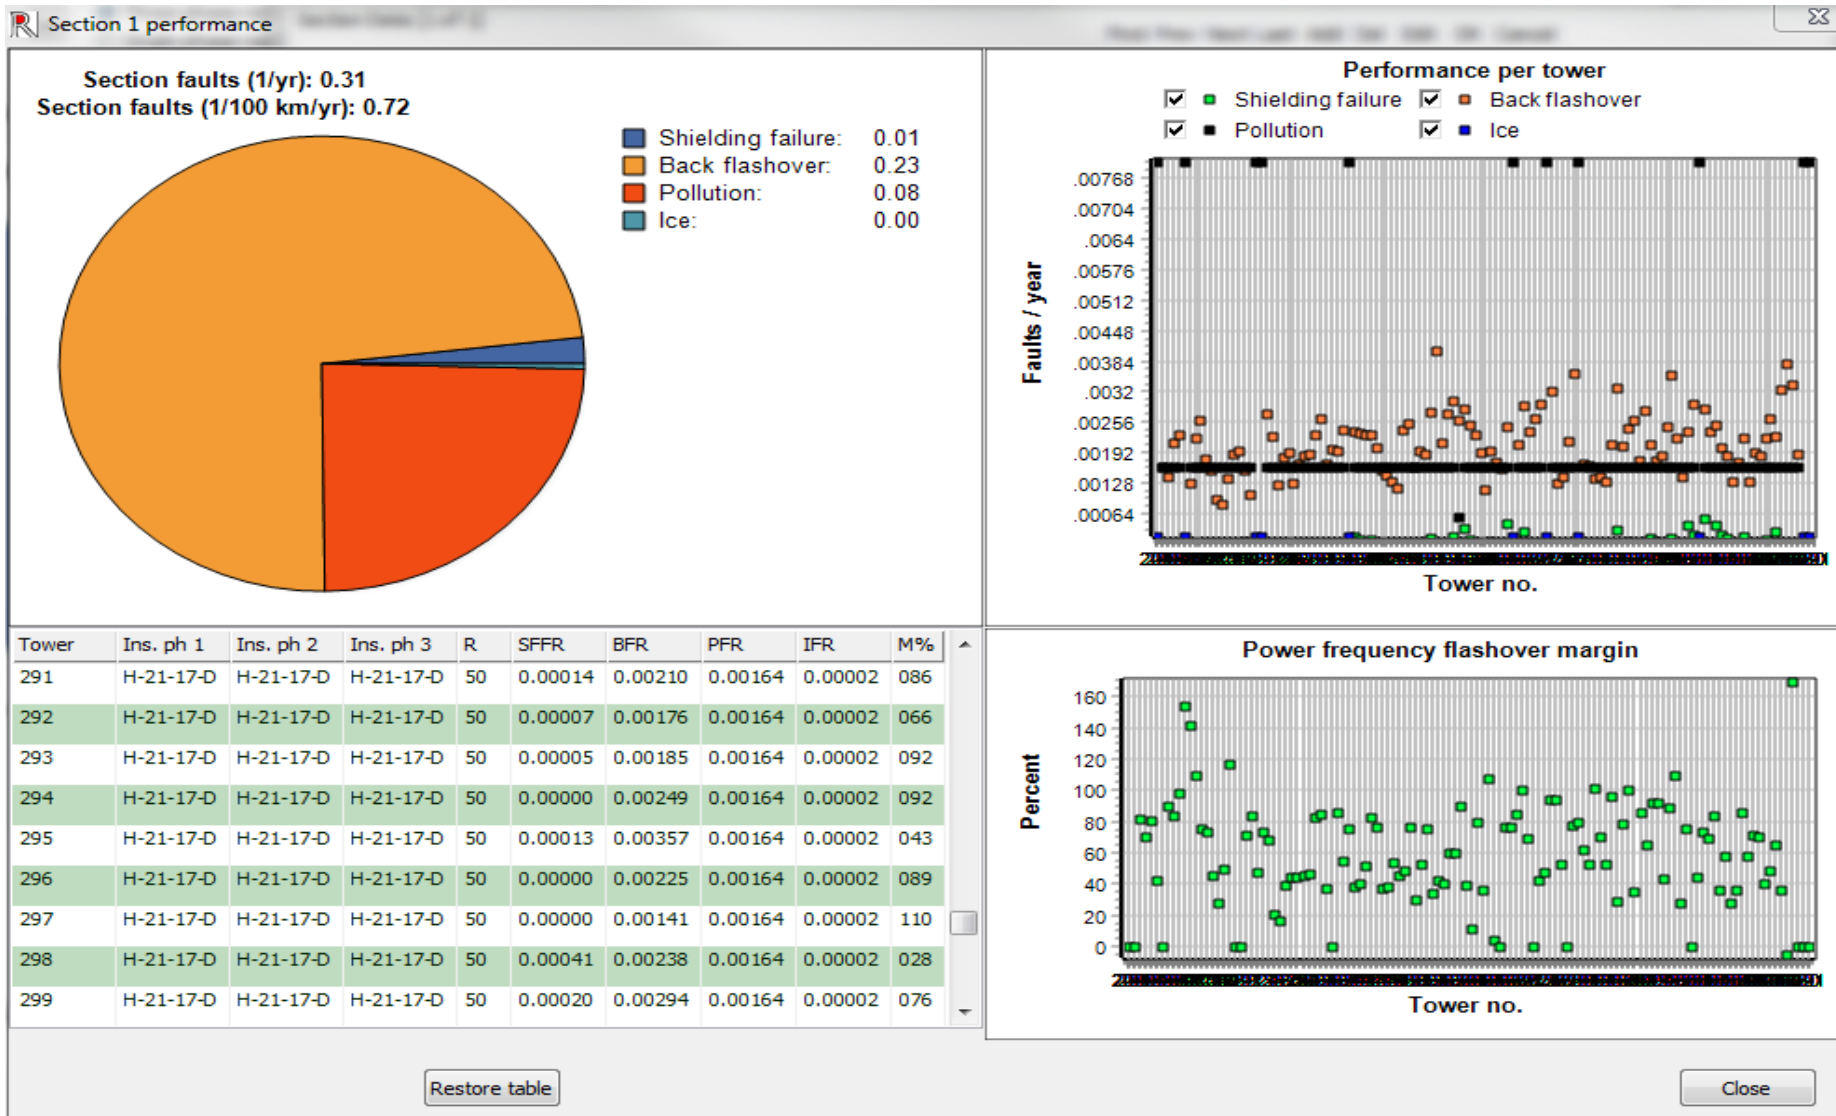 Section 1 performance
Section faults (1/yr): 0.31
Section faults (1/100 km/yr): 0.72
Shielding failure: 0.01
Back flashover: 0.23
Pollution: 0.08
Ice: 0.00
Performance per tower
Shielding failure Back flashover
Pollution Ice
Faults / year
.00768
.00704
.0064
.00576
.00512
.00448
.00384
.0032
.00256
.00192
.00128
.00064
Tower no.
Tower Ins. ph 1 Ins. ph 2 Ins. ph 3 R SFFR BFR PFR IFR M%
291 H-21-17-D H-21-17-D H-21-17-D 50 0.00014 0.00210 0.00164 0.00002 086
292 H-21-17-D H-21-17-D H-21-17-D 50 0.00007 0.00176 0.00164 0.00002 066
293 H-21-17-D H-21-17-D H-21-17-D 50 0.00005 0.00185 0.00164 0.00002 092
294 H-21-17-D H-21-17-D H-21-17-D 50 0.00000 0.00249 0.00164 0.00002 092
295 H-21-17-D H-21-17-D H-21-17-D 50 0.00013 0.00357 0.00164 0.00002 043
296 H-21-17-D H-21-17-D H-21-17-D 50 0.00000 0.00225 0.00164 0.00002 089
297 H-21-17-D H-21-17-D H-21-17-D 50 0.00000 0.00141 0.00164 0.00002 110
298 H-21-17-D H-21-17-D H-21-17-D 50 0.00041 0.00238 0.00164 0.00002 028
299 H-21-17-D H-21-17-D H-21-17-D 50 0.00020 0.00294 0.00164 0.00002 076
Power frequency flashover margin
Percent
160
140
120
100
80
60
40
20
0
Tower no.
Restore table
Close